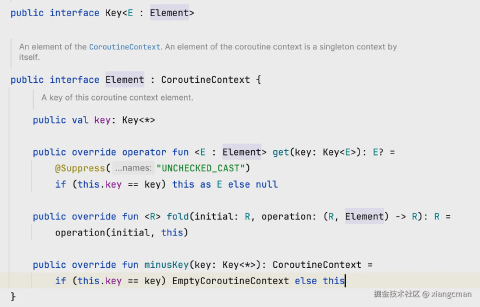 public interface Key<E : Element>
An element of the CoroutineContext. An element of the coroutine context is a singleton context by
itself.
public interface Element : CoroutineContext {
A key of this coroutine context element.
public val key: Key<*>
public override operator fun <E : Element> get(key: Key<E>): E? =
@Suppress( ...names: "UNCHECKED_CAST")
if (this.key == key) this as E else null
public override fun <R> fold(initial: R, operation: (R, Element) -> R): R =
operation(initial, this)
public override fun minusKey(key: Key<*>): CoroutineContext =
if (this.key == key) EmptyCoroutineContext else this
}
掘金技术社区 @ xiangcman